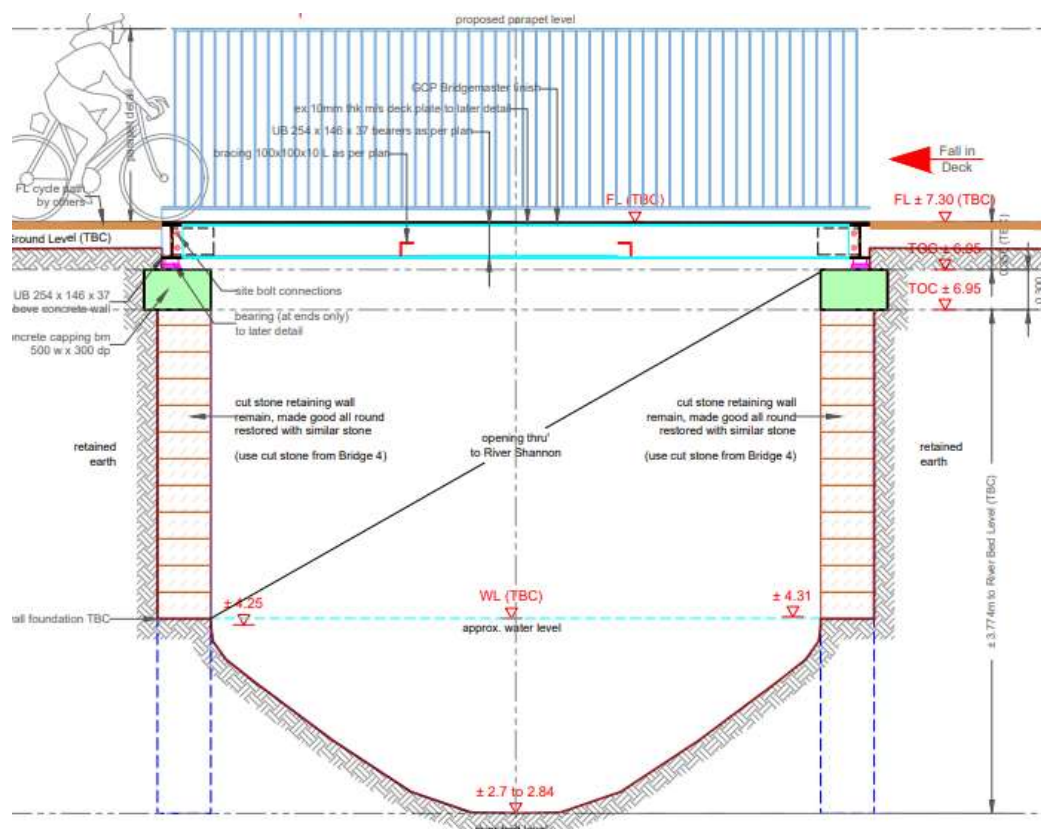 proposed parapet level
parapet detail
GCP Bridgemaster finish
ex.10mm thk m/s deck plate to later detail
UB 254 x 146 x 37 bearers as per plan
bracing 100x100x10 L as per plan
Fall in
Deck
FL cycle path
by others
FL (TBC)
FL ± 7.30 (TBC)
Ground Level (TBC)
TOC ± 6.95
UB 254 x 146 x 37
above concrete wall
site bolt connections
TOC ± 6.95
0.300
bearing (at ends only)
to later detail
concrete capping bm
500 w x 300 dp
cut stone retaining wall
remain, made good all round
restored with similar stone
(use cut stone from Bridge 4)
cut stone retaining wall
remain, made good all round
restored with similar stone
(use cut stone from Bridge 4)
opening thru'
to River Shannon
retained
earth
retained
earth
± 3.774m to River Bed Level (TBC)
± 4.25
WL (TBC)
± 4.31
wall foundation TBC
approx. water level
± 2.7 to 2.84